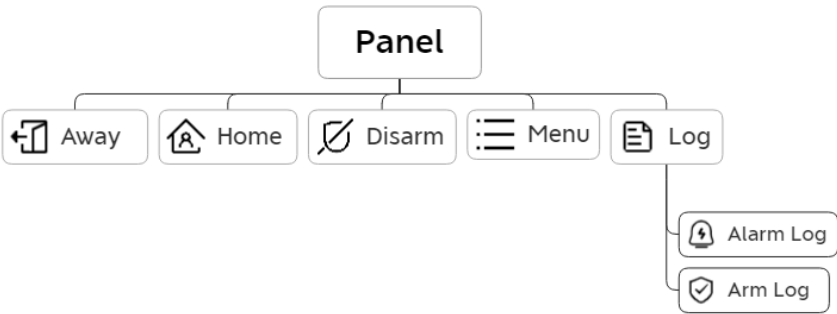 Panel
Away
Home
Disarm
Menu
Log
Alarm Log
Arm Log